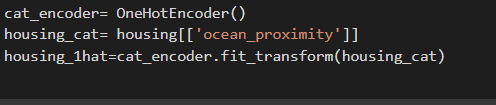 cat_encoder= OneHotEncoder()
housing_cat= housing[['ocean_proximity']]
housing_1hat=cat_encoder.fit_transform(housing_cat)